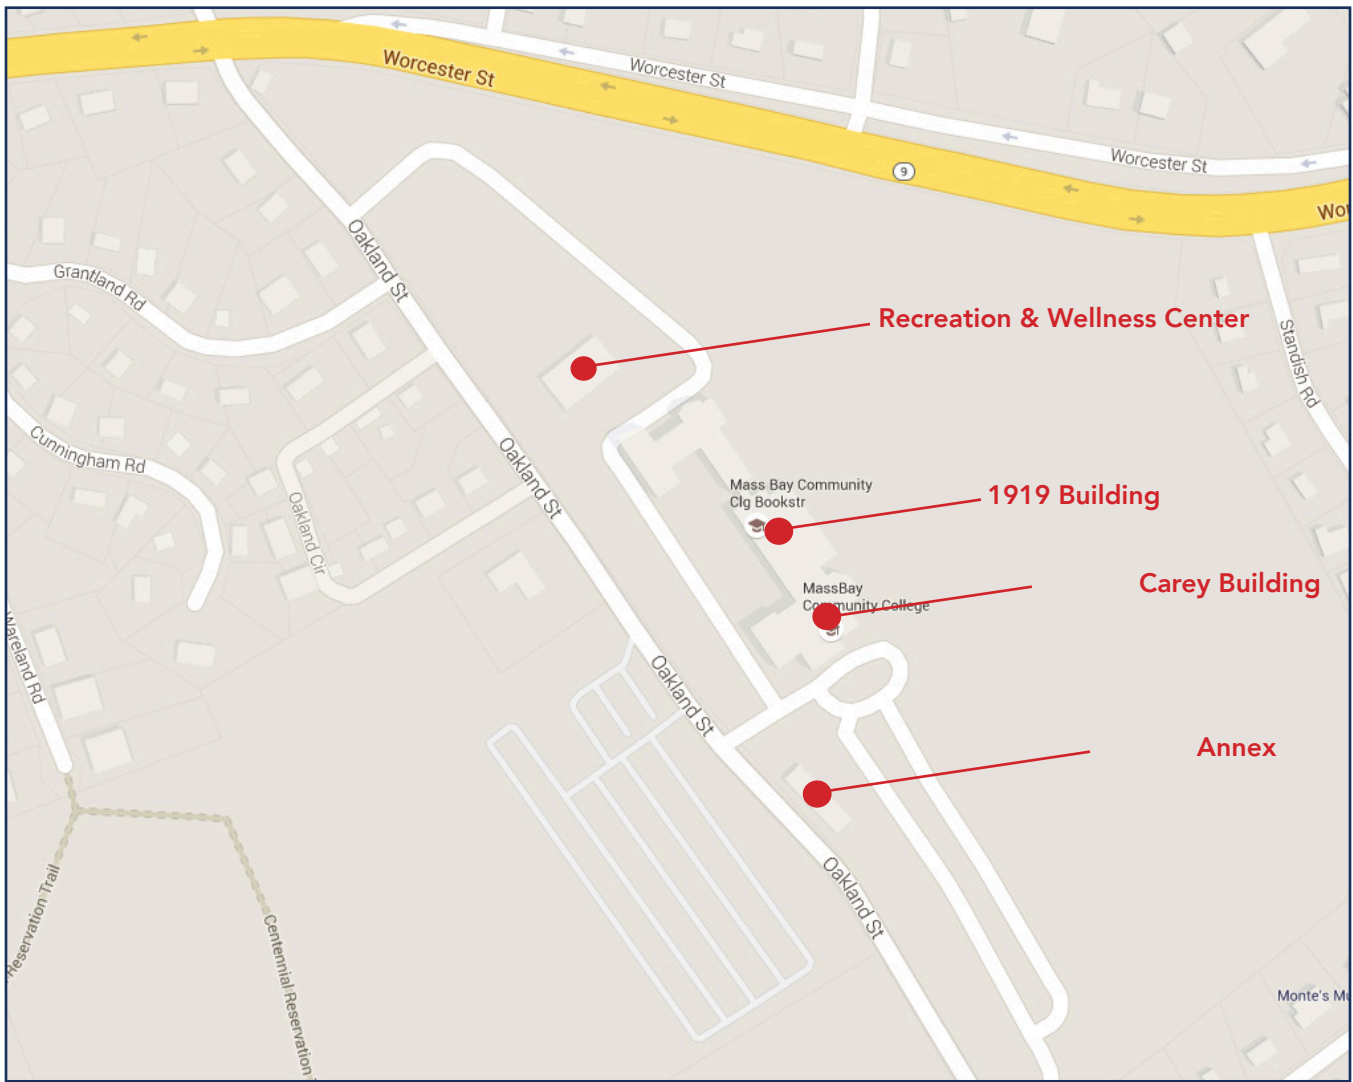 Worcester St
Worcester St
Worcester St
9
Wor
Oakland St
Grantland Rd
Recreation & Wellness Center
Standish Rd
Cunningham Rd
Oakland St
Mass Bay Community
Clg Bookstr
1919 Building
Oakland Cir
MassBay
Community College
Carey Building
Wareland Rd
Oakland St
Annex
Oakland St
Reservation Trail
Centennial Reservation
Monte's Mu